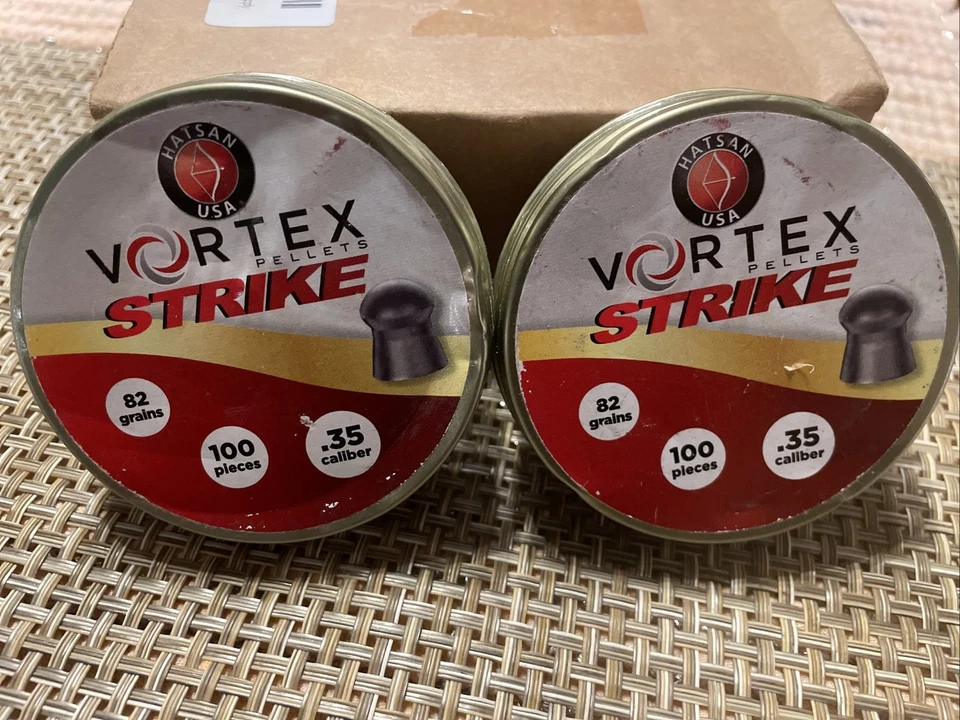 HATSAN
USA
VORTEX
PELLETS
STRIKE
82
grains
100
pieces
.35
caliber
HATSAN
USA
VORTEX
PELLETS
STRIKE
82
grains
100
pieces
.35
caliber